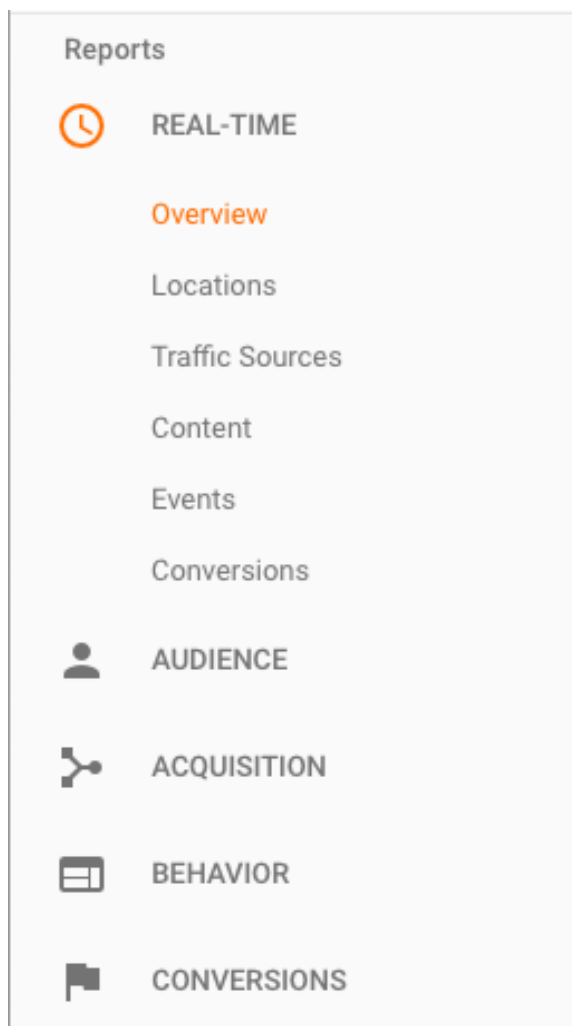 Reports
REAL-TIME
Overview
Locations
Traffic Sources
Content
Events
Conversions
AUDIENCE
ACQUISITION
BEHAVIOR
CONVERSIONS